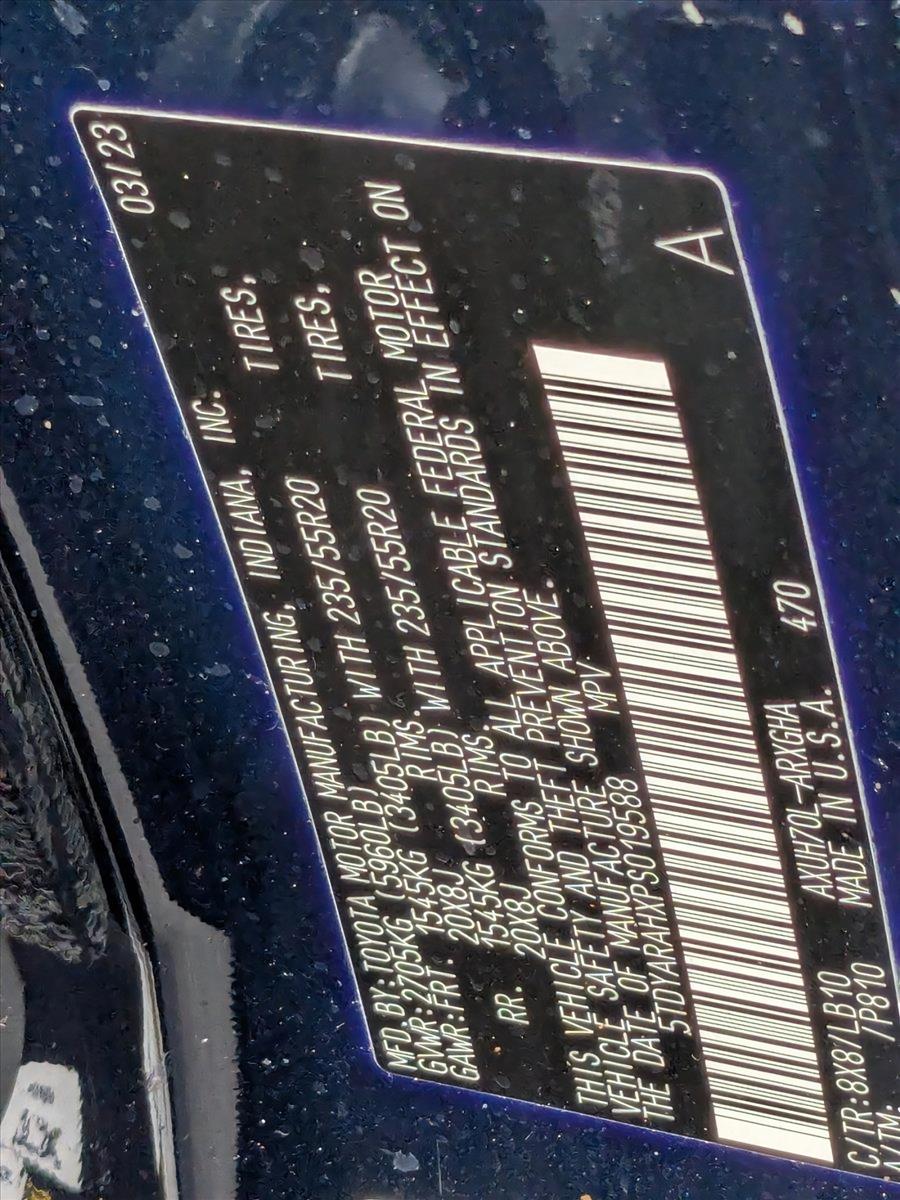 03/23
MFD.BY:TOYOTA MOTOR MANUFACTURING, INDIANA, INC.
GVWR:2705KG (5960LB)
GAWR:FRT. 1545KG (3405LB) WITH 235/55R20 TIRES,
20X8J RIMS,
RR. 1545KG (3405LB) WITH 235/55R20 TIRES,
20X8J RIMS.
THIS VEHICLE CONFORMS TO ALL APPLICABLE FEDERAL MOTOR
VEHICLE SAFETY AND THEFT PREVENTION STANDARDS IN EFFECT ON
THE DATE OF MANUFACTURE SHOWN ABOVE.
5TDYARAHXPS019588 MPV
A
C/TR:8X8/LB10 AXUH70L-ARXGHA 470
A/TM: /P810 MADE IN U.S.A.